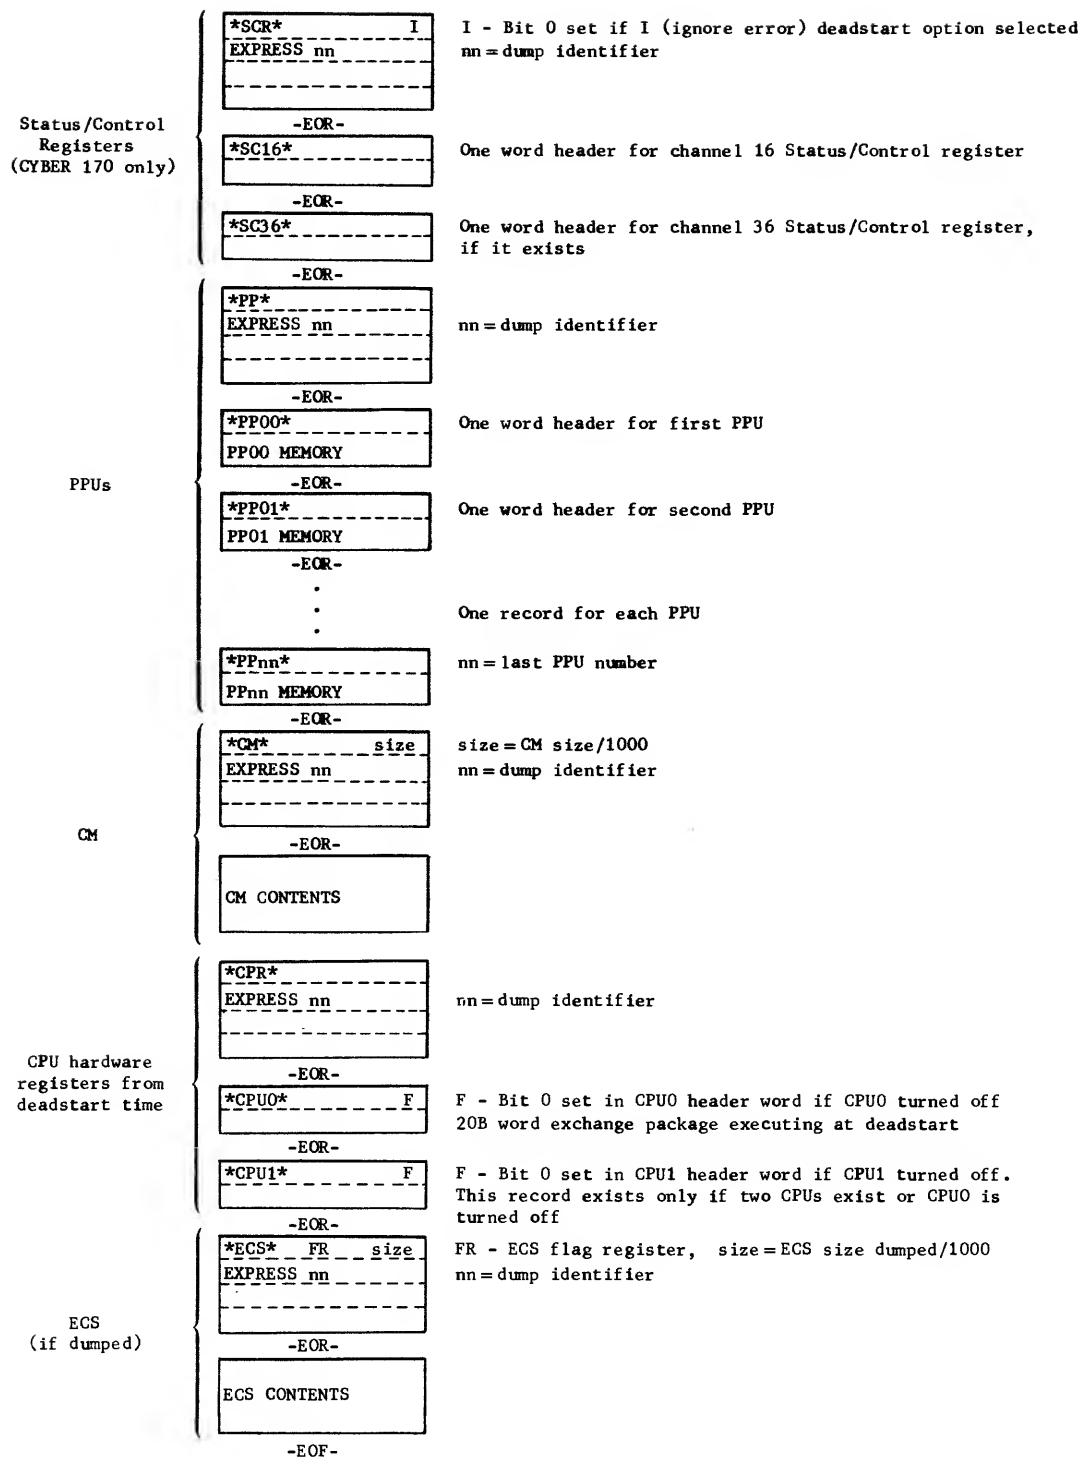 *SCR* I I - Bit 0 set if I (ignore error) deadstart option selected
EXPRESS nn nn = dump identifier
-EOR-
Status/Control
Registers
(CYBER 170 only)
*SC16* One word header for channel 16 Status/Control register
-EOR-
*SC36* One word header for channel 36 Status/Control register,
if it exists
-EOR-
*PP*
EXPRESS nn nn = dump identifier
-EOR-
*PP00* One word header for first PPU
PP00 MEMORY
PPUs
-EOR-
*PP01* One word header for second PPU
PP01 MEMORY
-EOR-
.
. One record for each PPU
.
*PPnn* nn = last PPU number
PPnn MEMORY
-EOR-
*CM* size size = CM size/1000
EXPRESS nn nn = dump identifier
CM
-EOR-
CM CONTENTS
*CPR*
EXPRESS nn nn = dump identifier
CPU hardware
registers from
deadstart time
-EOR-
*CPU0* F F - Bit 0 set in CPU0 header word if CPU0 turned off
20B word exchange package executing at deadstart
-EOR-
*CPU1* F F - Bit 0 set in CPU1 header word if CPU1 turned off.
This record exists only if two CPUs exist or CPU0 is
turned off
-EOR-
*ECS* FR size FR - ECS flag register, size = ECS size dumped/1000
EXPRESS nn nn = dump identifier
ECS
(if dumped)
-EOR-
ECS CONTENTS
-EOF-